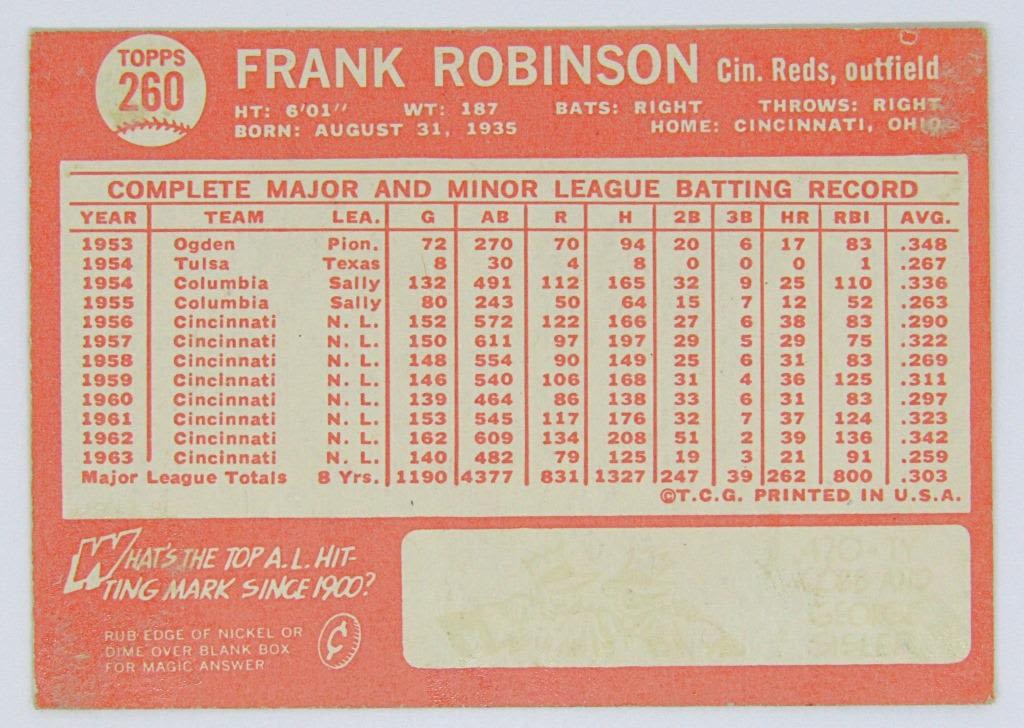 TOPPS
260
FRANK ROBINSON Cin. Reds, outfield
HT: 6'01'' WT: 187 BATS: RIGHT THROWS: RIGHT
BORN: AUGUST 31, 1935 HOME: CINCINNATI, OHIO
COMPLETE MAJOR AND MINOR LEAGUE BATTING RECORD
YEAR TEAM LEA. G AB R H 2B 3B HR RBI AVG.
1953 Ogden Pion. 72 270 70 94 20 6 17 83 .348
1954 Tulsa Texas 8 30 4 8 0 0 0 1 .267
1954 Columbia Sally 132 491 112 165 32 9 25 110 .336
1955 Columbia Sally 80 243 50 64 15 7 12 52 .263
1956 Cincinnati N. L. 152 572 122 166 27 6 38 83 .290
1957 Cincinnati N. L. 150 611 97 197 29 5 29 75 .322
1958 Cincinnati N. L. 148 554 90 149 25 6 31 83 .269
1959 Cincinnati N. L. 146 540 106 168 31 4 36 125 .311
1960 Cincinnati N. L. 139 464 86 138 33 6 31 83 .297
1961 Cincinnati N. L. 153 545 117 176 32 7 37 124 .323
1962 Cincinnati N. L. 162 609 134 208 51 2 39 136 .342
1963 Cincinnati N. L. 140 482 79 125 19 3 21 91 .259
Major League Totals 8 Yrs. 1190 4377 831 1327 247 39 262 800 .303
©T.C.G. PRINTED IN U.S.A.
WHAT'S THE TOP A.L. HIT-
TING MARK SINCE 1900?
RUB EDGE OF NICKEL OR
DIME OVER BLANK BOX
FOR MAGIC ANSWER
¢